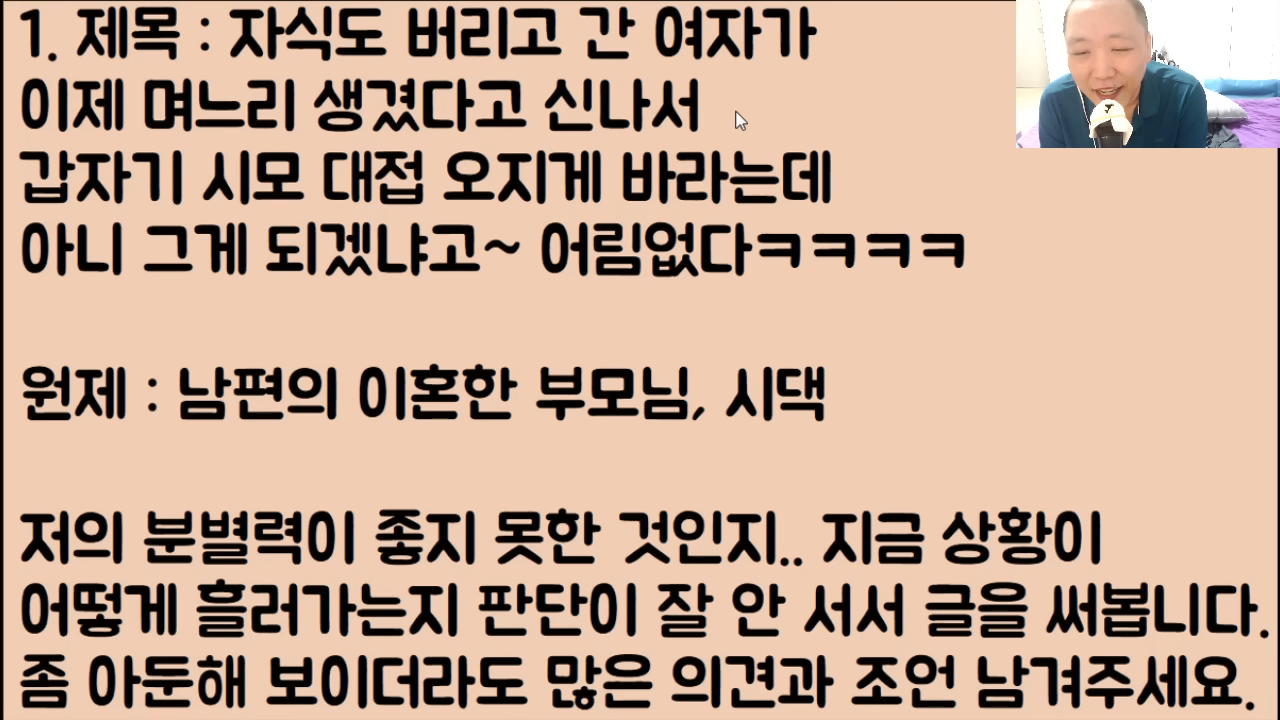 1. 제목 : 자식도 버리고 간 여자가
이제 며느리 생겼다고 신나서
갑자기 시모 대접 오지게 바라는데
아니 그게 되겠냐고~ 어림없다ㅋㅋㅋㅋ
원제 : 남편의 이혼한 부모님, 시댁
저의 분별력이 좋지 못한 것인지.. 지금 상황이
어떻게 흘러가는지 판단이 잘 안 서서 글을 써봅니다.
좀 아둔해 보이더라도 많은 의견과 조언 남겨주세요.